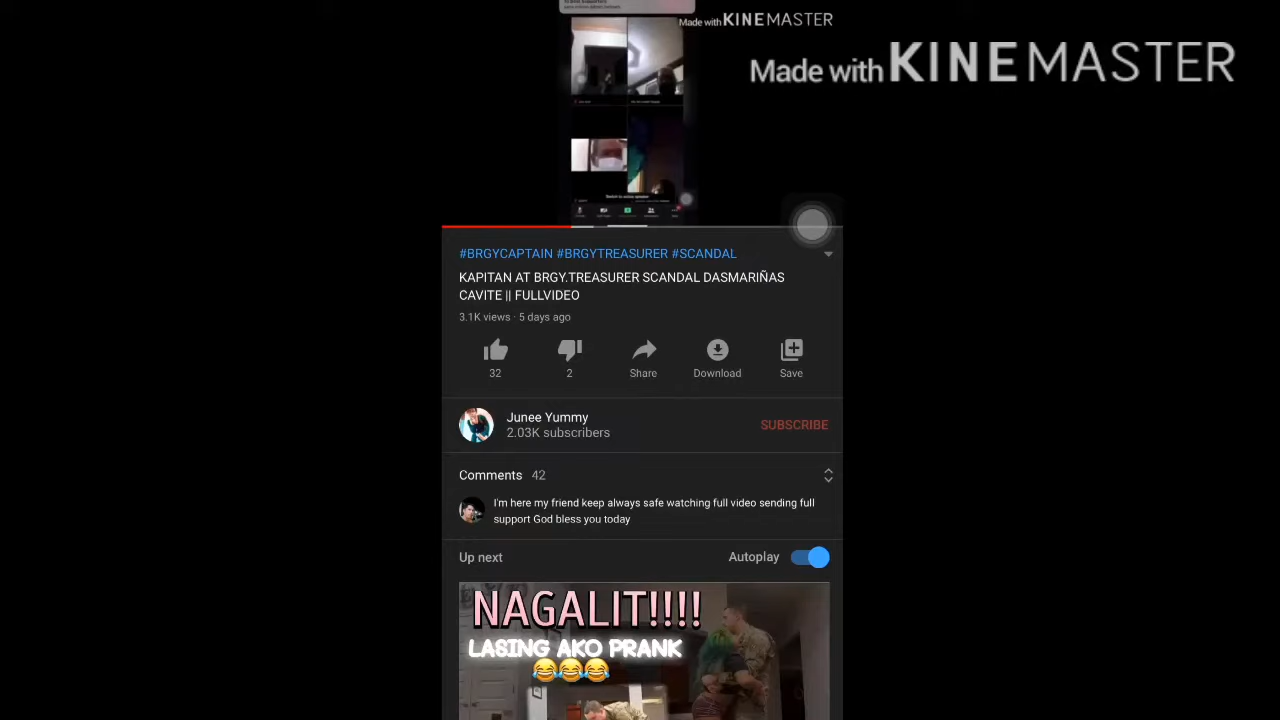 Made with KINEMASTER
Made with KINEMASTER
#BRGYCAPTAIN #BRGYTREASURER #SCANDAL
KAPITAN AT BRGY.TREASURER SCANDAL DASMARIÑAS
CAVITE || FULLVIDEO
3.1K views · 5 days ago
32
2
Share
Download
Save
Junee Yummy
2.03K subscribers
SUBSCRIBE
Comments 42
I'm here my friend keep always safe watching full video sending full
support God bless you today
Up next
Autoplay
NAGALIT!!!!
LASING AKO PRANK